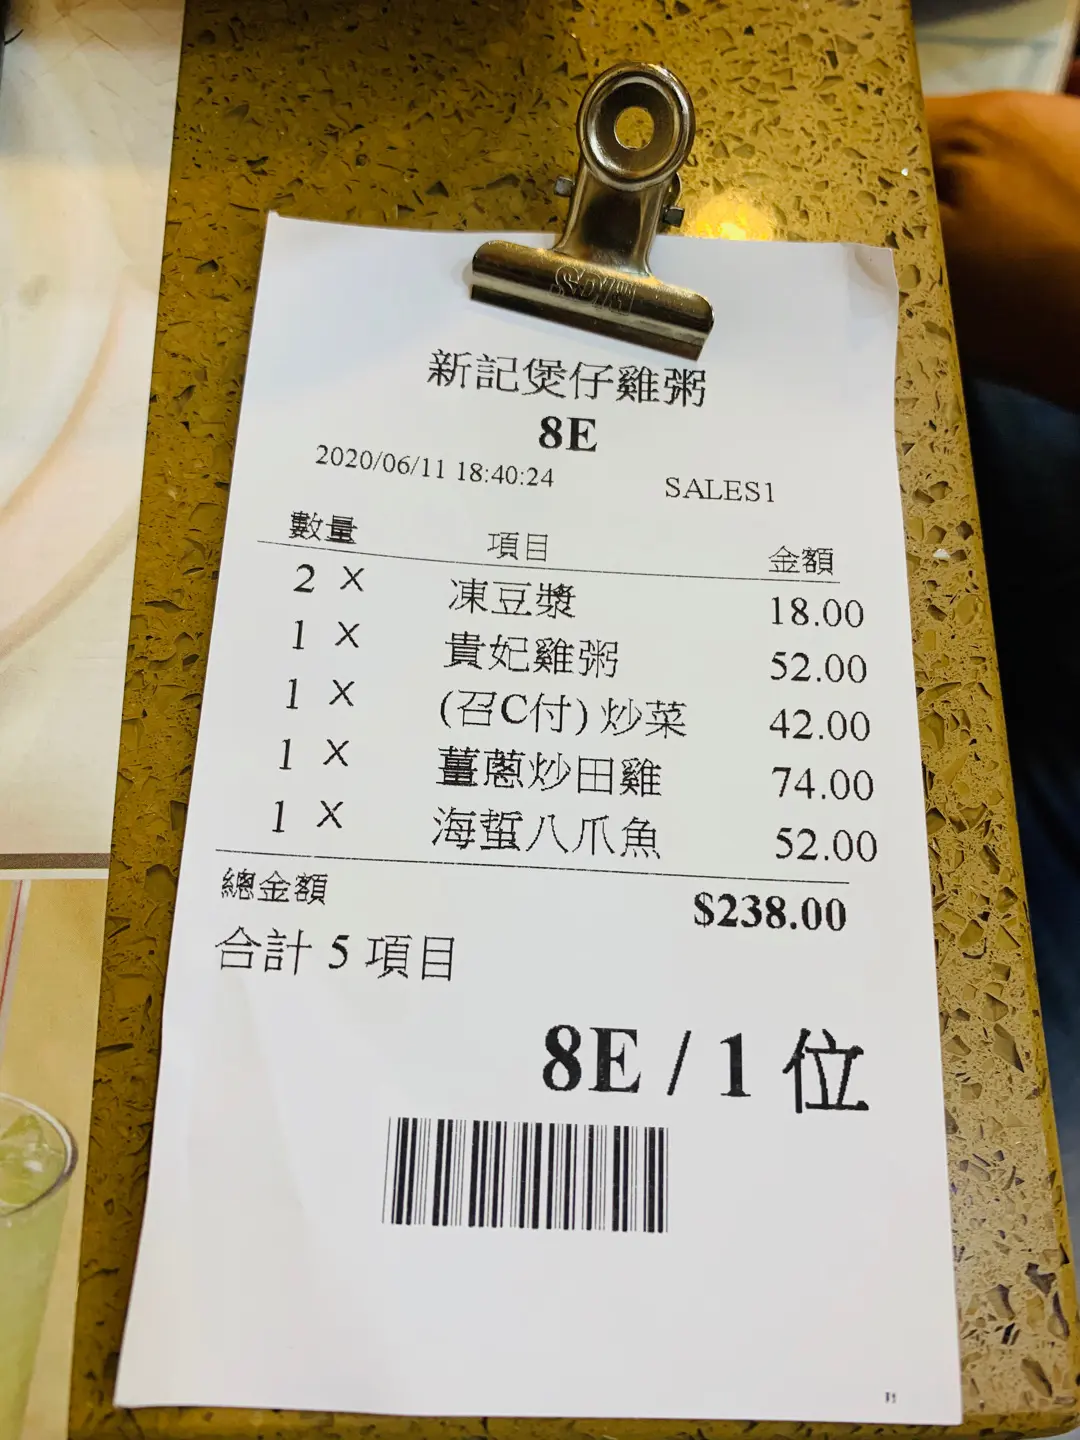 新記煲仔雞粥
8E
2020/06/11 18:40:24 SALES1
數量 項目 金額
2 X 凍豆漿 18.00
1 X 貴妃雞粥 52.00
1 X (召C付) 炒菜 42.00
1 X 薑蔥炒田雞 74.00
1 X 海蜇八爪魚 52.00
總金額 $238.00
合計 5 項目
8E / 1 位